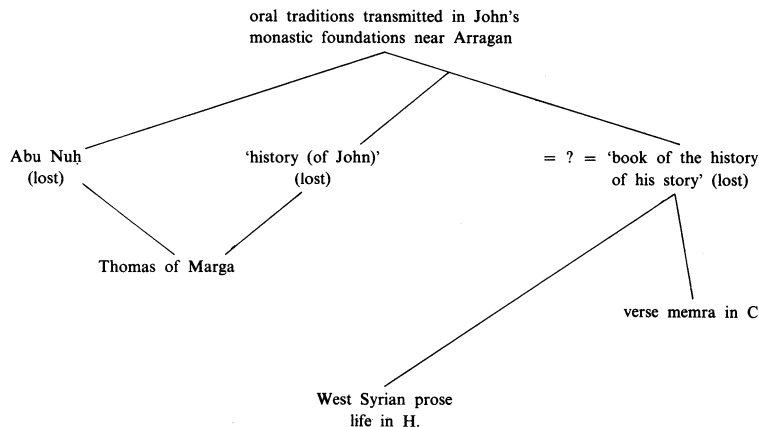 oral traditions transmitted in John's
monastic foundations near Arragan
Abu Nuḥ
(lost)
'history (of John)'
(lost)
= ? = 'book of the history
of his story' (lost)
Thomas of Marga
verse memra in C
West Syrian prose
life in H.